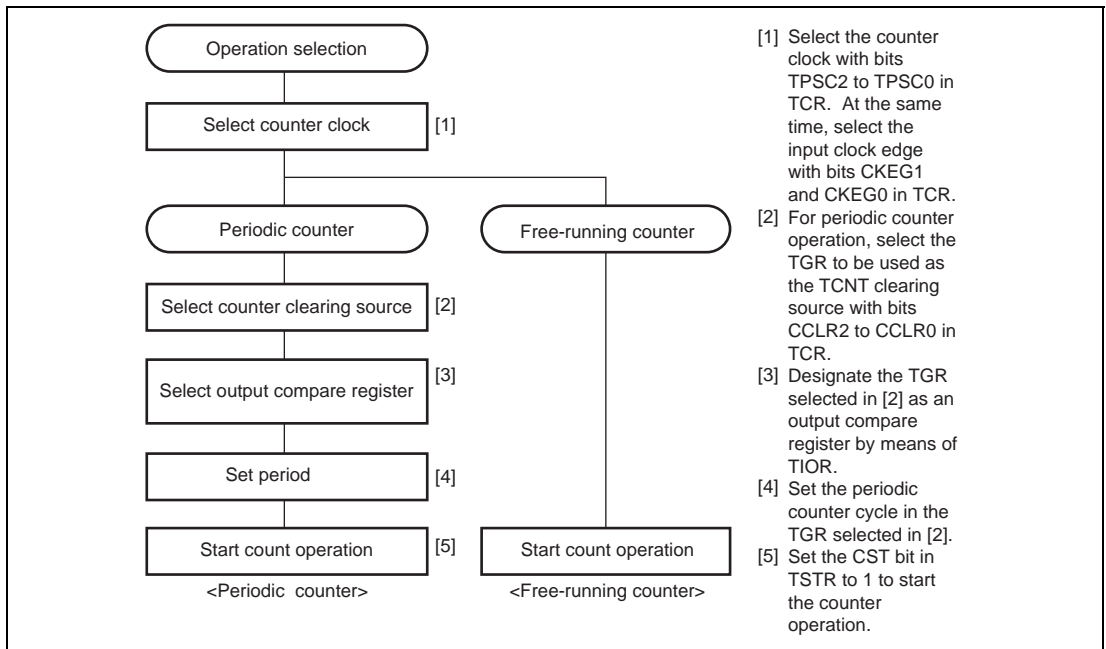 Operation selection
Select counter clock [1]
Periodic counter
Free-running counter
Select counter clearing source [2]
Select output compare register [3]
Set period [4]
Start count operation [5]
Start count operation
<Periodic counter>
<Free-running counter>
[1] Select the counter
clock with bits
TPSC2 to TPSC0 in
TCR. At the same
time, select the
input clock edge
with bits CKEG1
and CKEG0 in TCR.
[2] For periodic counter
operation, select the
TGR to be used as
the TCNT clearing
source with bits
CCLR2 to CCLR0 in
TCR.
[3] Designate the TGR
selected in [2] as an
output compare
register by means of
TIOR.
[4] Set the periodic
counter cycle in the
TGR selected in [2].
[5] Set the CST bit in
TSTR to 1 to start
the counter
operation.